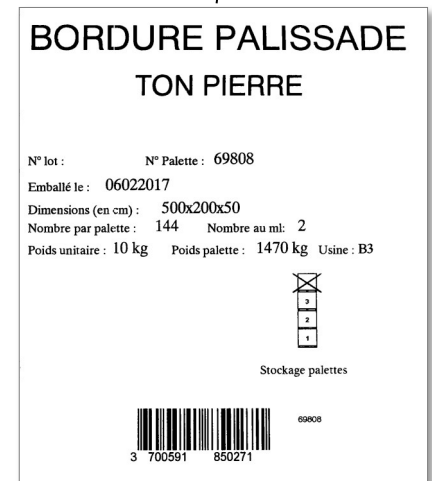 BORDURE PALISSADE
TON PIERRE
N° lot : N° Palette : 69808
Emballé le : 06022017
Dimensions (en cm) : 500x200x50
Nombre par palette : 144 Nombre au ml: 2
Poids unitaire : 10 kg Poids palette : 1470 kg Usine : B3
3
2
1
Stockage palettes
69808
3 700591 850271